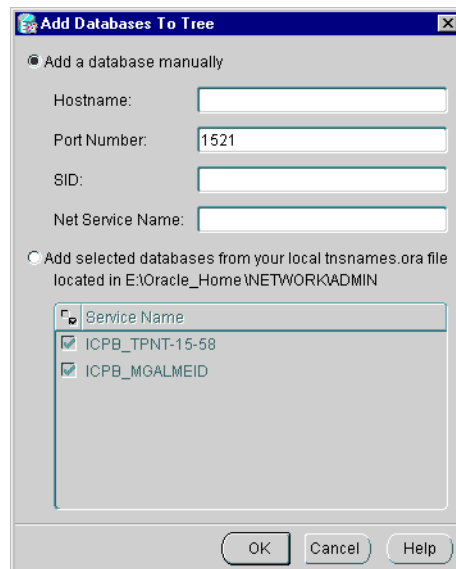 Add Databases To Tree
Add a database manually
Hostname:
Port Number: 1521
SID:
Net Service Name:
Add selected databases from your local tnsnames.ora file
located in E:\Oracle_Home\NETWORK\ADMIN
Service Name
ICPB_TPNT-15-58
ICPB_MGALMEID
OK Cancel Help